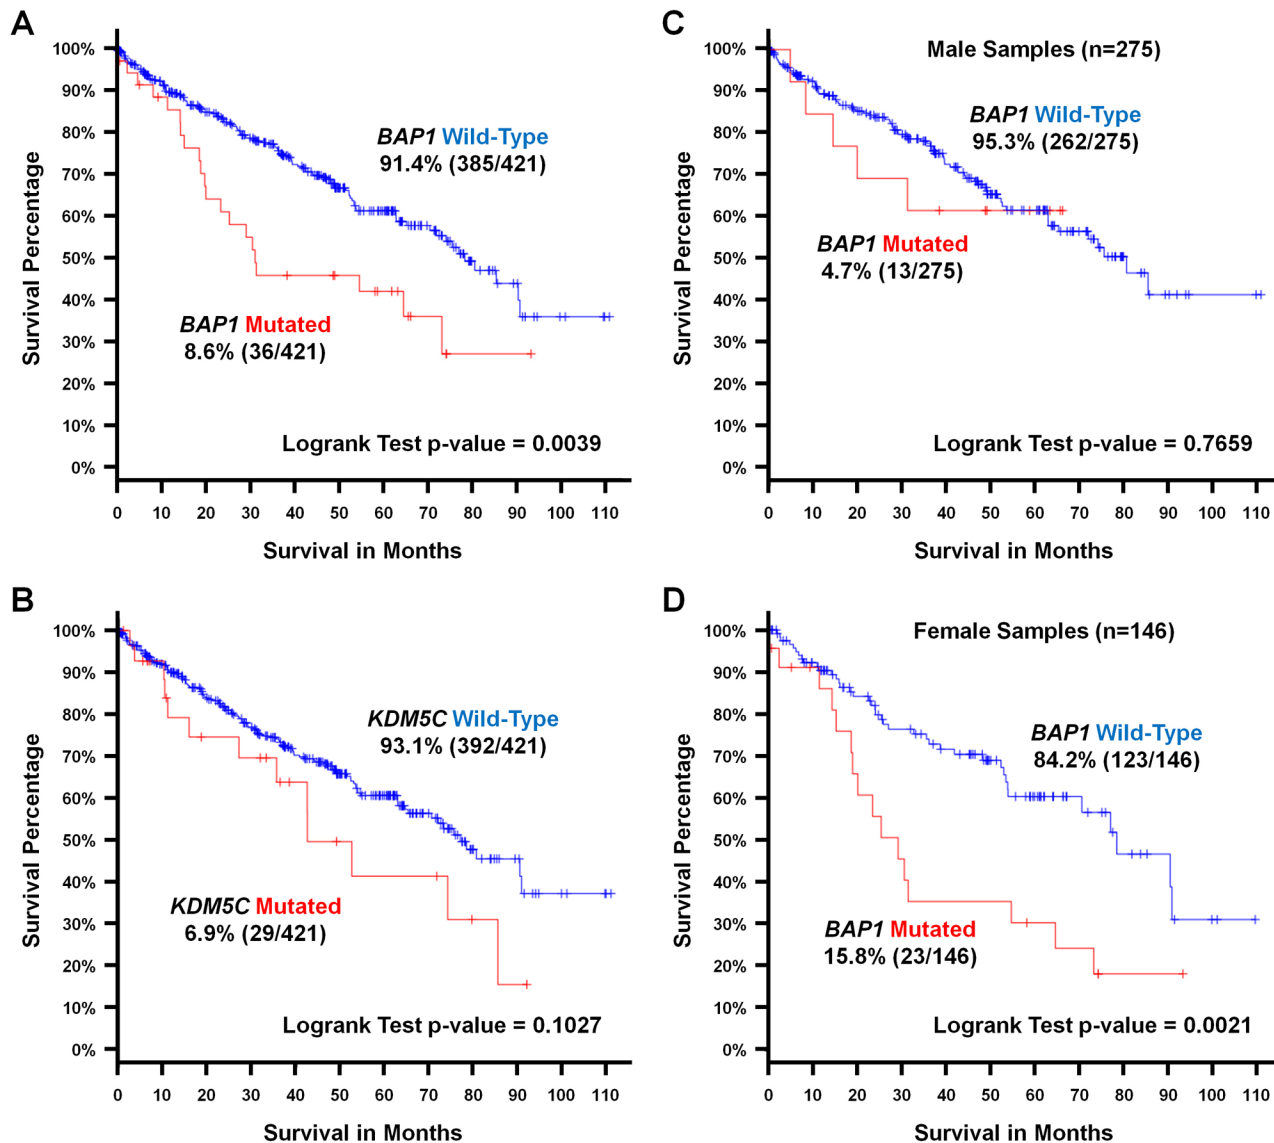 A
100%
90%
80%
70%
60%
50%
40%
30%
20%
10%
0%
Survival Percentage
BAP1 Wild-Type
91.4% (385/421)
BAP1 Mutated
8.6% (36/421)
Logrank Test p-value = 0.0039
0 10 20 30 40 50 60 70 80 90 100 110
Survival in Months
C
100%
90%
80%
70%
60%
50%
40%
30%
20%
10%
0%
Survival Percentage
Male Samples (n=275)
BAP1 Wild-Type
95.3% (262/275)
BAP1 Mutated
4.7% (13/275)
Logrank Test p-value = 0.7659
0 10 20 30 40 50 60 70 80 90 100 110
Survival in Months
B
100%
90%
80%
70%
60%
50%
40%
30%
20%
10%
0%
Survival Percentage
KDM5C Wild-Type
93.1% (392/421)
KDM5C Mutated
6.9% (29/421)
Logrank Test p-value = 0.1027
0 10 20 30 40 50 60 70 80 90 100 110
Survival in Months
D
100%
90%
80%
70%
60%
50%
40%
30%
20%
10%
0%
Survival Percentage
Female Samples (n=146)
BAP1 Wild-Type
84.2% (123/146)
BAP1 Mutated
15.8% (23/146)
Logrank Test p-value = 0.0021
0 10 20 30 40 50 60 70 80 90 100 110
Survival in Months